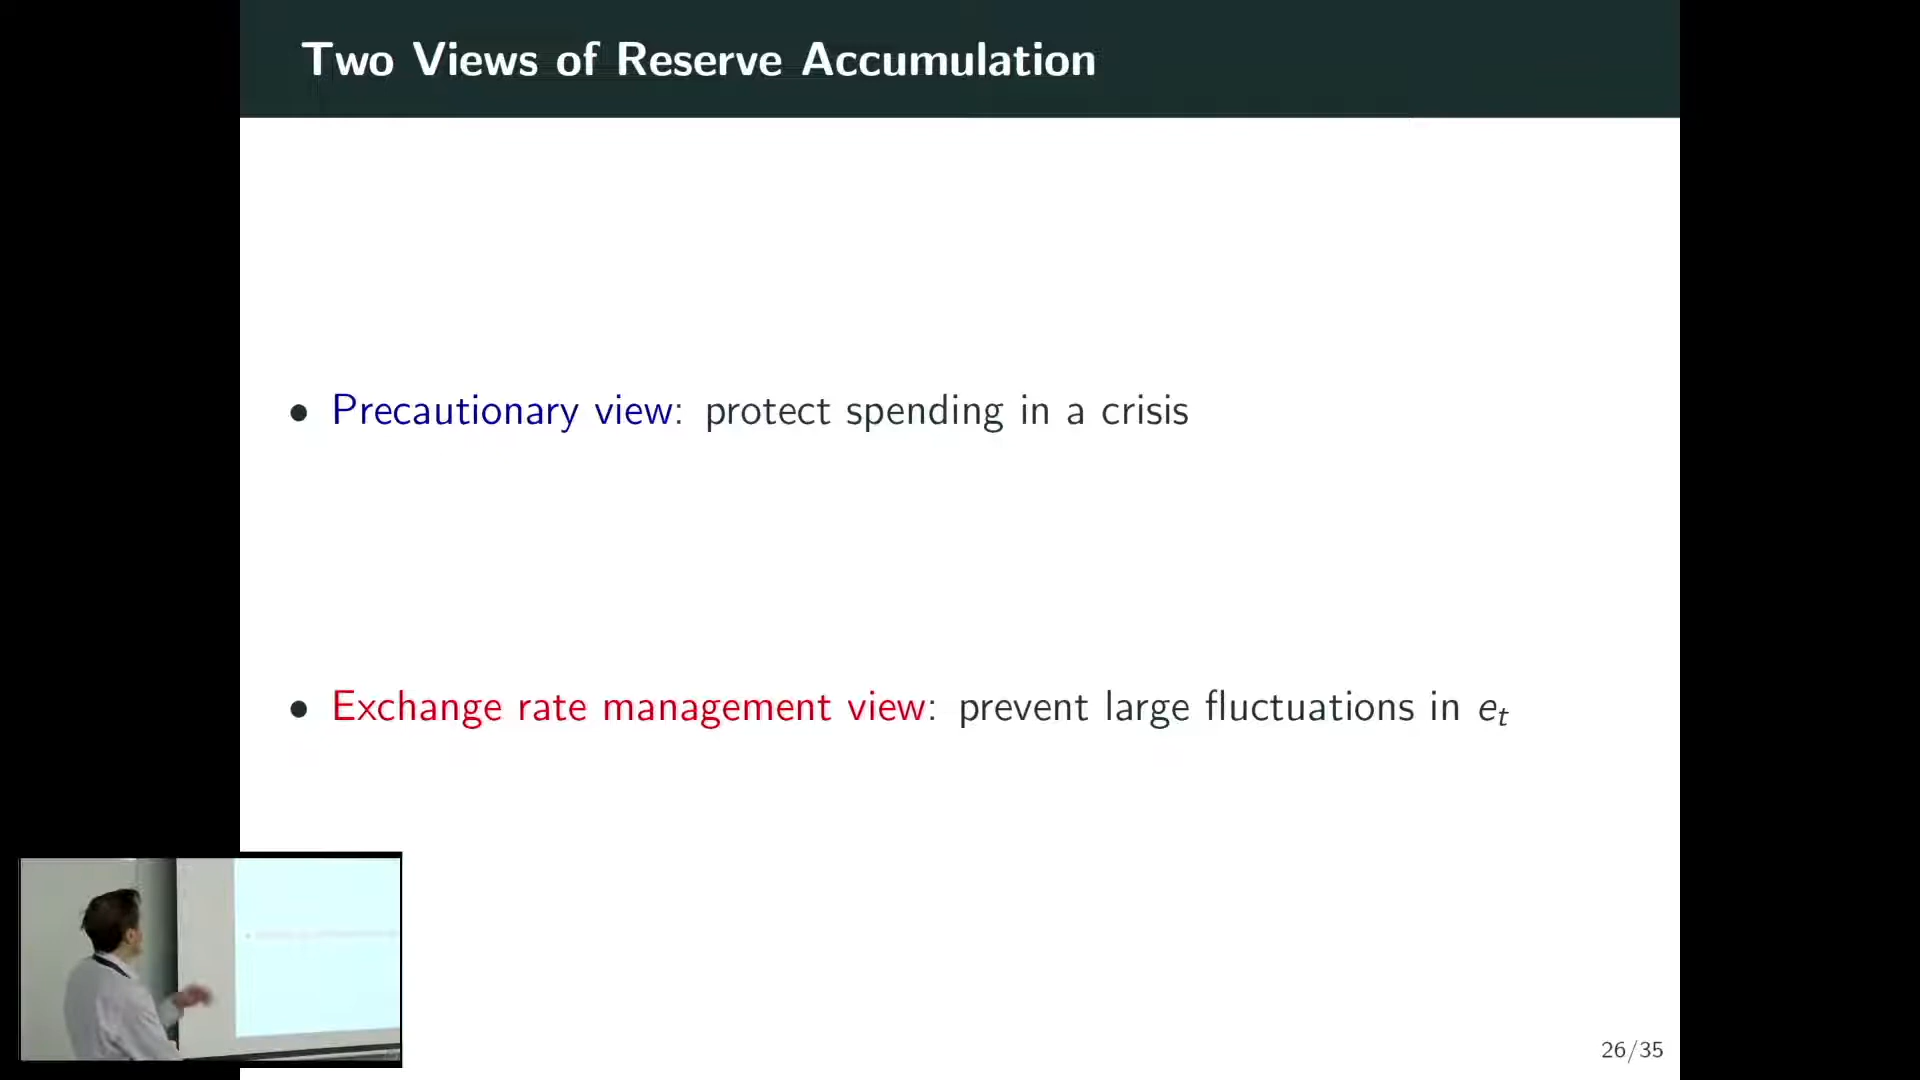 Two Views of Reserve Accumulation
• Precautionary view: protect spending in a crisis
• Exchange rate management view: prevent large fluctuations in eₜ
26/35